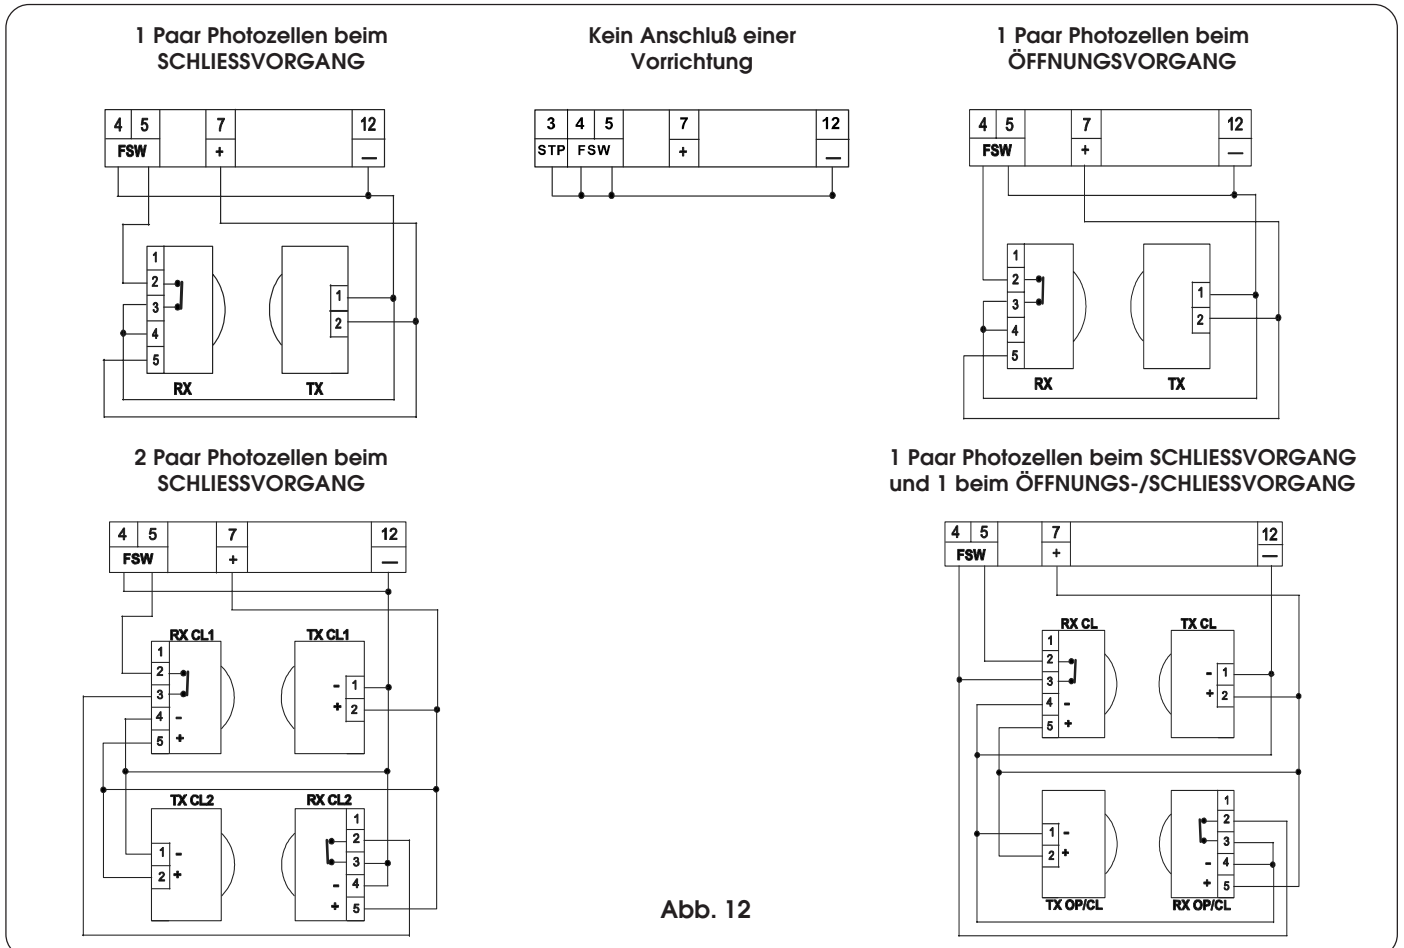 1 Paar Photozellen beim
SCHLIESSVORGANG
4 5 7 12
FSW + —
1
2
3
4
5
1
2
RX TX
Kein Anschluß einer
Vorrichtung
3 4 5 7 12
STP FSW + —
1 Paar Photozellen beim
ÖFFNUNGSVORGANG
4 5 7 12
FSW + —
1
2
3
4
5
1
2
RX TX
2 Paar Photozellen beim
SCHLIESSVORGANG
4 5 7 12
FSW + —
RX CL1 TX CL1
1
2
3
4 -
5 +
- 1
+ 2
TX CL2 RX CL2
1 -
2 +
1
2
3
- 4
+ 5
1 Paar Photozellen beim SCHLIESSVORGANG
und 1 beim ÖFFNUNGS-/SCHLIESSVORGANG
4 5 7 12
FSW + —
RX CL TX CL
1
2
3
4 -
5 +
- 1
+ 2
1 -
2 +
1
2
3
- 4
+ 5
TX OP/CL RX OP/CL
Abb. 12